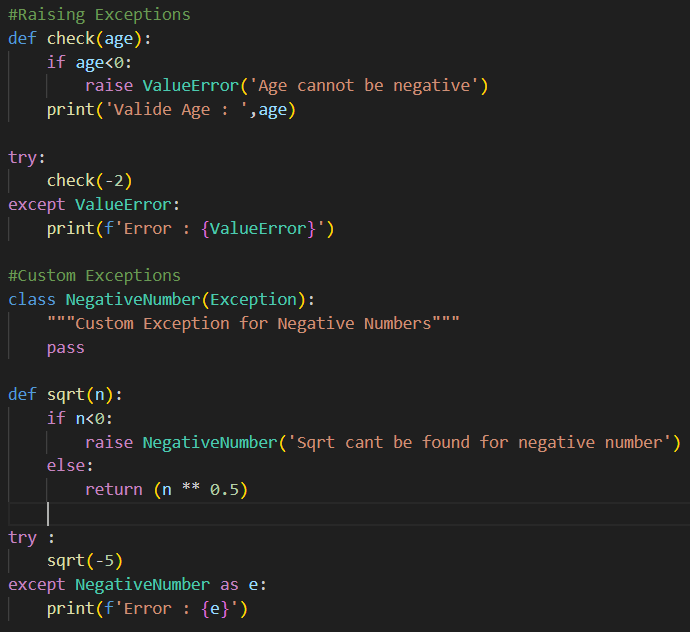 #Raising Exceptions
def check(age):
    if age<0:
        raise ValueError('Age cannot be negative')
    print('Valide Age : ',age)

try:
    check(-2)
except ValueError:
    print(f'Error : {ValueError}')

#Custom Exceptions
class NegativeNumber(Exception):
    """Custom Exception for Negative Numbers"""
    pass

def sqrt(n):
    if n<0:
        raise NegativeNumber('Sqrt cant be found for negative number')
    else:
        return (n ** 0.5)

try :
    sqrt(-5)
except NegativeNumber as e:
    print(f'Error : {e}')